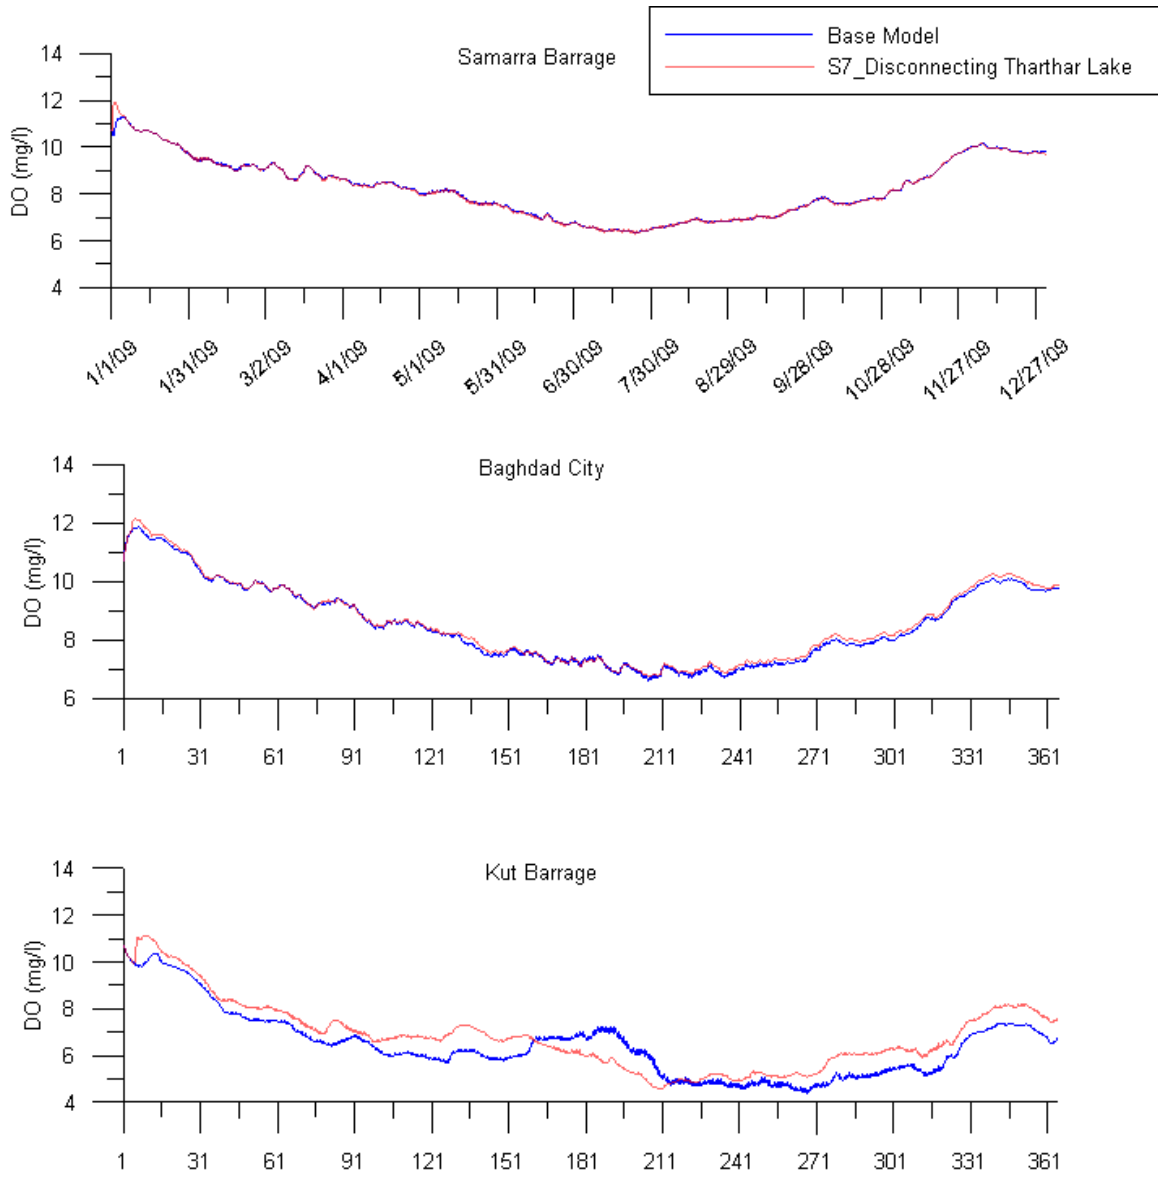 Base Model
S7_Disconnecting Tharthar Lake
Samarra Barrage
DO (mg/l)
14
12
10
8
6
4
1/1/09 1/31/09 3/2/09 4/1/09 5/1/09 5/31/09 6/30/09 7/30/09 8/29/09 9/28/09 10/28/09 11/27/09 12/27/09
Baghdad City
DO (mg/l)
14
12
10
8
6
1 31 61 91 121 151 181 211 241 271 301 331 361
Kut Barrage
DO (mg/l)
14
12
10
8
6
4
1 31 61 91 121 151 181 211 241 271 301 331 361